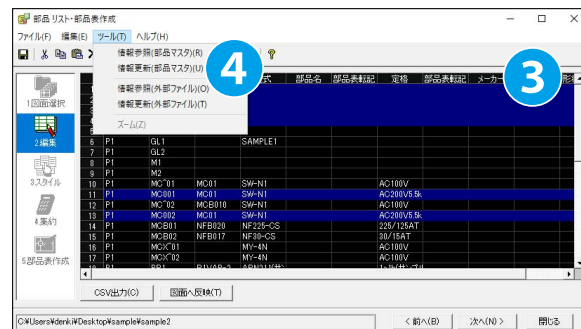 部品 リスト・部品表作成
ファイル(F) 編集(E) ツール(T) ヘルプ(H)
情報参照(部品マスタ)(R)
情報更新(部品マスタ)(U)
情報参照(外部ファイル)(O)
情報更新(外部ファイル)(T)
ズーム(Z)
4
3
式 部品名 部品表転記 定格 部品表転記 メーカー
1.図面選択
2.編集
3.スタイル
4.集約
5.部品表作成
6 P1 GL1 SAMPLE1
7 P1 GL2
8 P1 M1
9 P1 M2
10 P1 MC~01 MC01 SW-N1 AC100V
11 P1 MC001 MC01 SW-N1 AC200V5.5k
12 P1 MC~02 MCB010 SW-N1 AC100V
13 P1 MC002 MC01 SW-N1 AC200V5.5k
14 P1 MCB01 NFB020 NF225-CS 225/125AT
15 P1 MCB02 NFB017 NF30-CS 30/15AT
16 P1 MCX~01 MY-4N AC100V
17 P1 MCX~02 MY-4N AC100V
CSV出力(C) 図面へ反映(T)
C:¥Users¥denki¥Desktop¥sample¥sample2 < 前へ(B) 次へ(N) > 閉じる